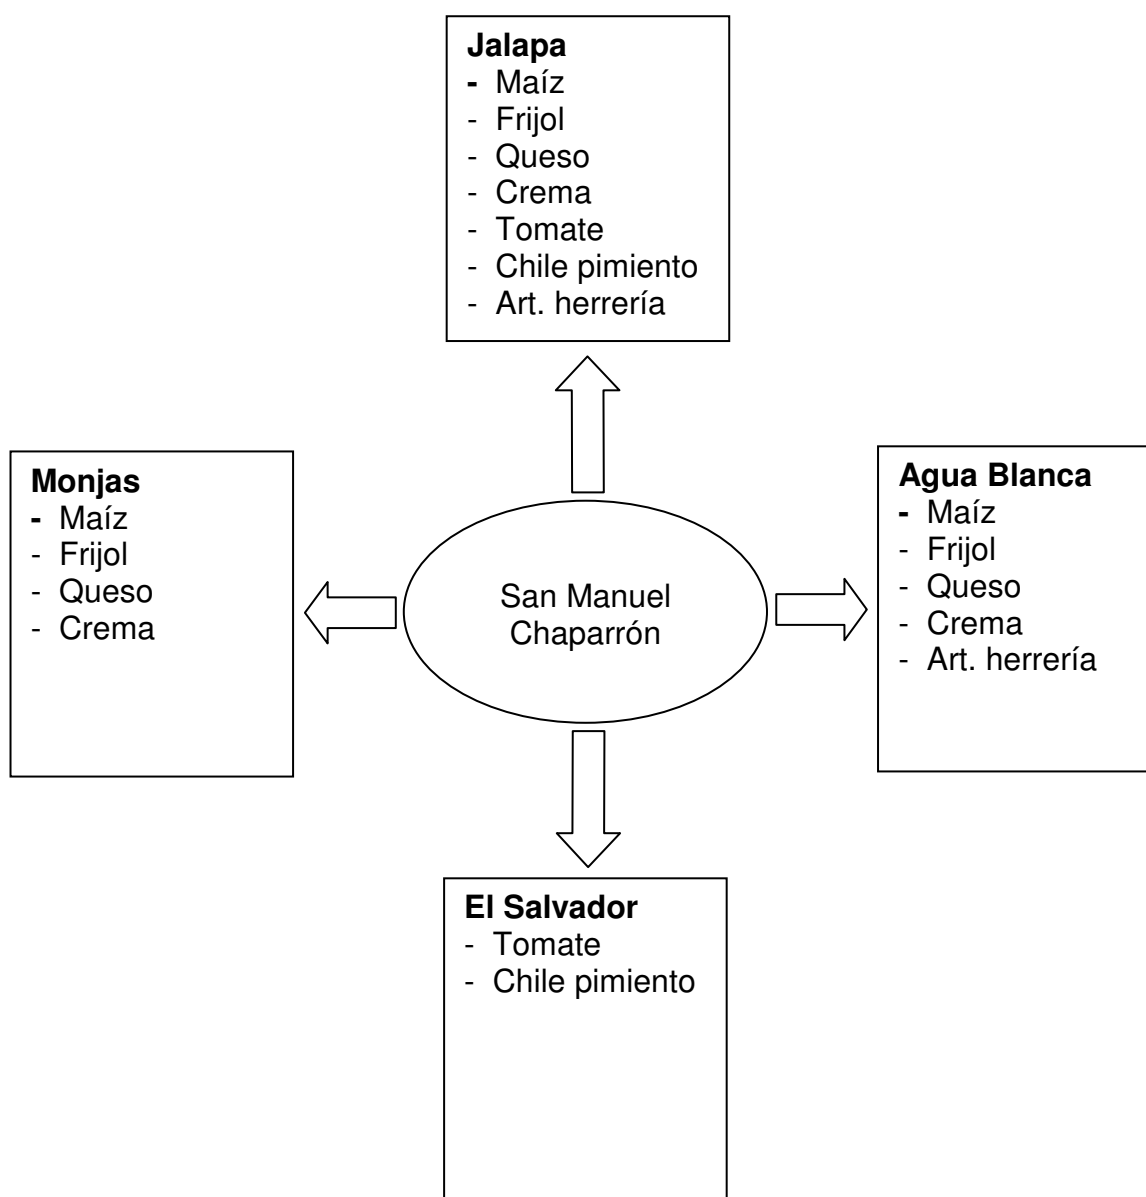 Jalapa
- Maíz
- Frijol
- Queso
- Crema
- Tomate
- Chile pimiento
- Art. herrería
Monjas
- Maíz
- Frijol
- Queso
- Crema
San Manuel
Chaparrón
Agua Blanca
- Maíz
- Frijol
- Queso
- Crema
- Art. herrería
El Salvador
- Tomate
- Chile pimiento